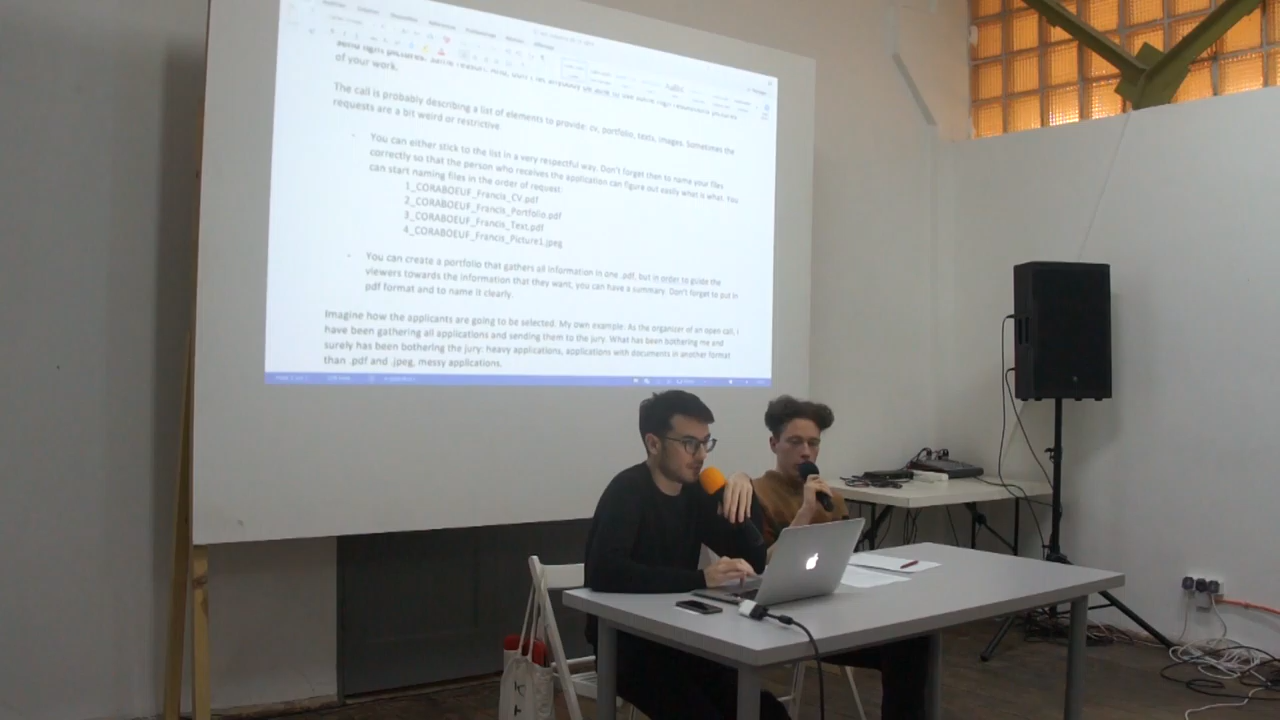 of your work.
The call is probably describing a list of elements to provide: cv, portfolio, texts, images. Sometimes the
requests are a bit weird or restrictive.
You can either stick to the list in a very respectful way. Don't forget then to name your files
correctly so that the person who receives the application can figure out easily what is what. You
can start naming files in the order of request:
1_CORABOEUF_Francis_CV.pdf
2_CORABOEUF_Francis_Portfolio.pdf
3_CORABOEUF_Francis_Text.pdf
4_CORABOEUF_Francis_Picture1.jpeg
You can create a portfolio that gathers all information in one .pdf, but in order to guide the
viewers towards the information that they want, you can have a summary. Don't forget to put in
pdf format and to name it clearly.
Imagine how the applicants are going to be selected. My own example: As the organizer of an open call, I
have been gathering all applications and sending them to the jury. What has been bothering me and
surely has been bothering the jury: heavy applications, applications with documents in another format
than .pdf and .jpeg, messy applications.